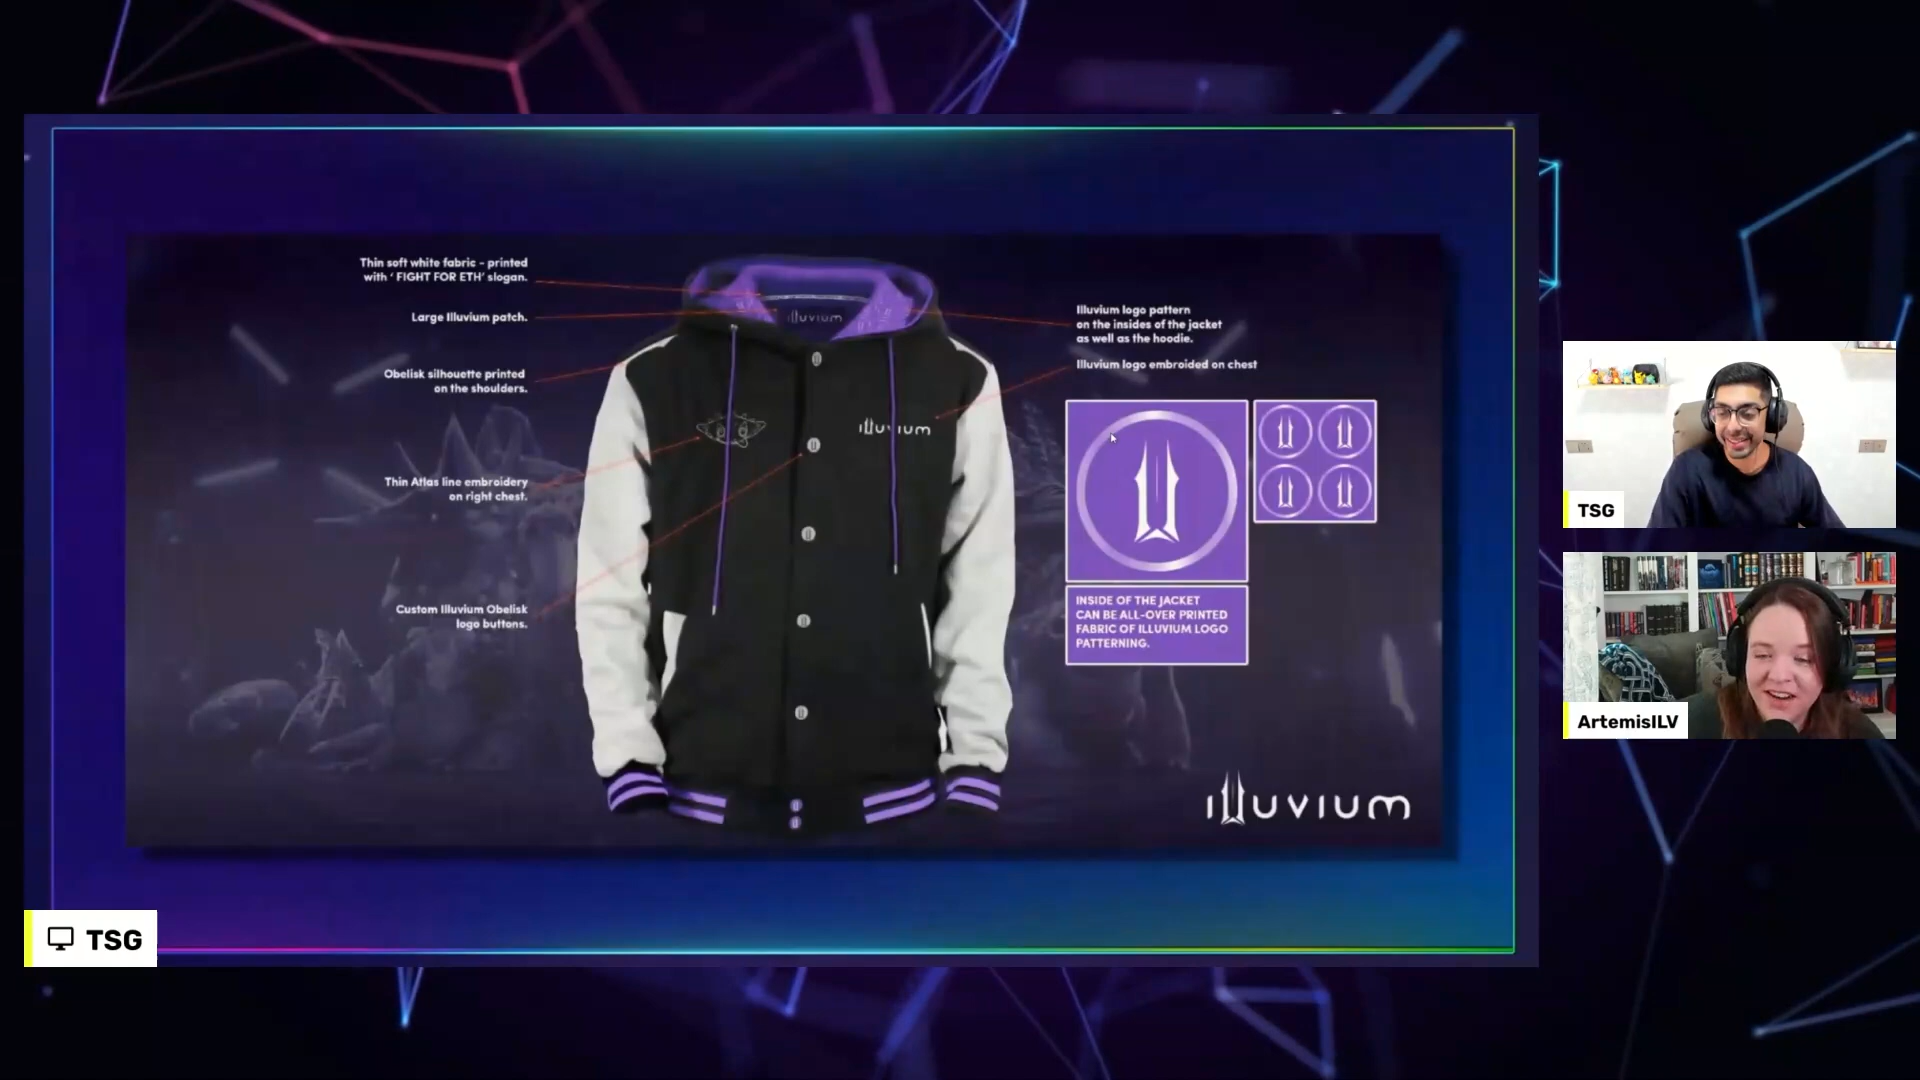 Thin soft white fabric - printed
with ' FIGHT FOR ETH' slogan.
Large Illuvium patch.
Obelisk silhouette printed
on the shoulders.
Thin Atlas line embroidery
on right chest.
Custom Illuvium Obelisk
logo buttons.
illuvium
illuvium
Illuvium logo pattern
on the insides of the jacket
as well as the hoodie.
Illuvium logo embroided on chest
INSIDE OF THE JACKET
CAN BE ALL-OVER PRINTED
FABRIC OF ILLUVIUM LOGO
PATTERNING.
illuvium
TSG
ArtemisILV
TSG